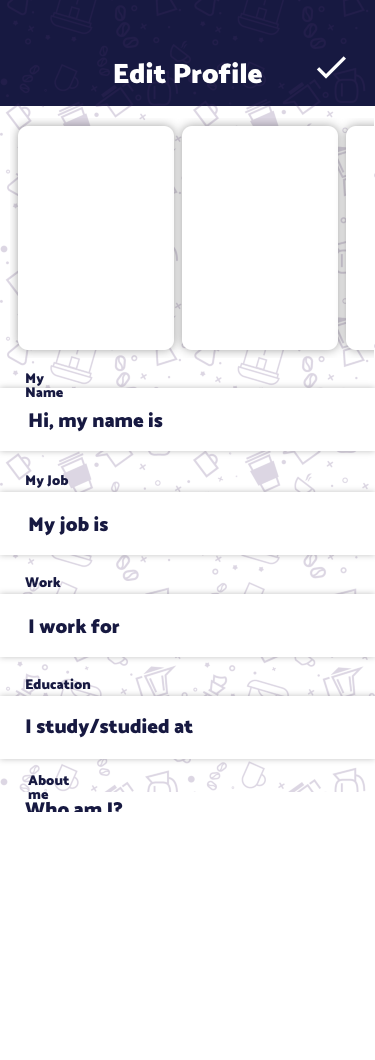 Edit Profile
My
Name
Hi, my name is
My Job
My job is
Work
I work for
Education
I study/studied at
About
me
Who am I?